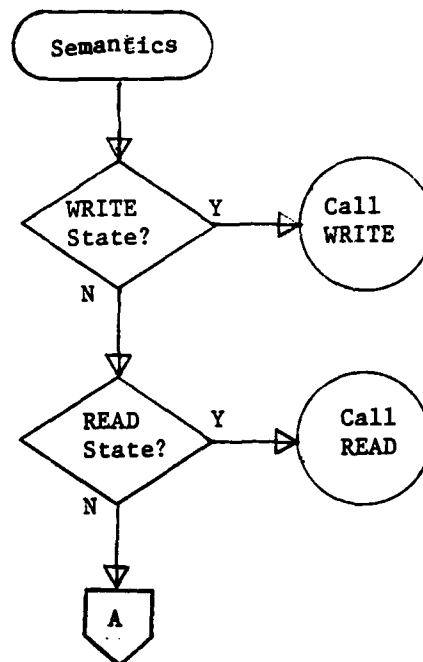 Semantics
WRITE
State?
Y
Call
WRITE
N
READ
State?
Y
Call
READ
N
A